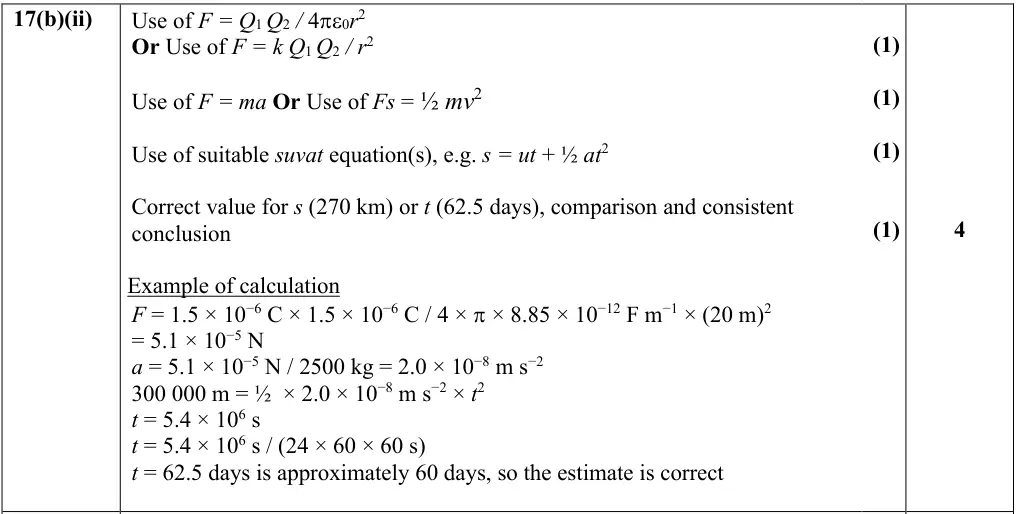 17(b)(ii)
Use of F = Q₁ Q₂ / 4πε₀r²
Or Use of F = k Q₁ Q₂ / r² (1)
Use of F = ma Or Use of Fs = ½ mv² (1)
Use of suitable suvat equation(s), e.g. s = ut + ½ at² (1)
Correct value for s (270 km) or t (62.5 days), comparison and consistent
conclusion (1) 4
Example of calculation
F = 1.5 × 10⁻⁶ C × 1.5 × 10⁻⁶ C / 4 × π × 8.85 × 10⁻¹² F m⁻¹ × (20 m)²
= 5.1 × 10⁻⁵ N
a = 5.1 × 10⁻⁵ N / 2500 kg = 2.0 × 10⁻⁸ m s⁻²
300 000 m = ½ × 2.0 × 10⁻⁸ m s⁻² × t²
t = 5.4 × 10⁶ s
t = 5.4 × 10⁶ s / (24 × 60 × 60 s)
t = 62.5 days is approximately 60 days, so the estimate is correct